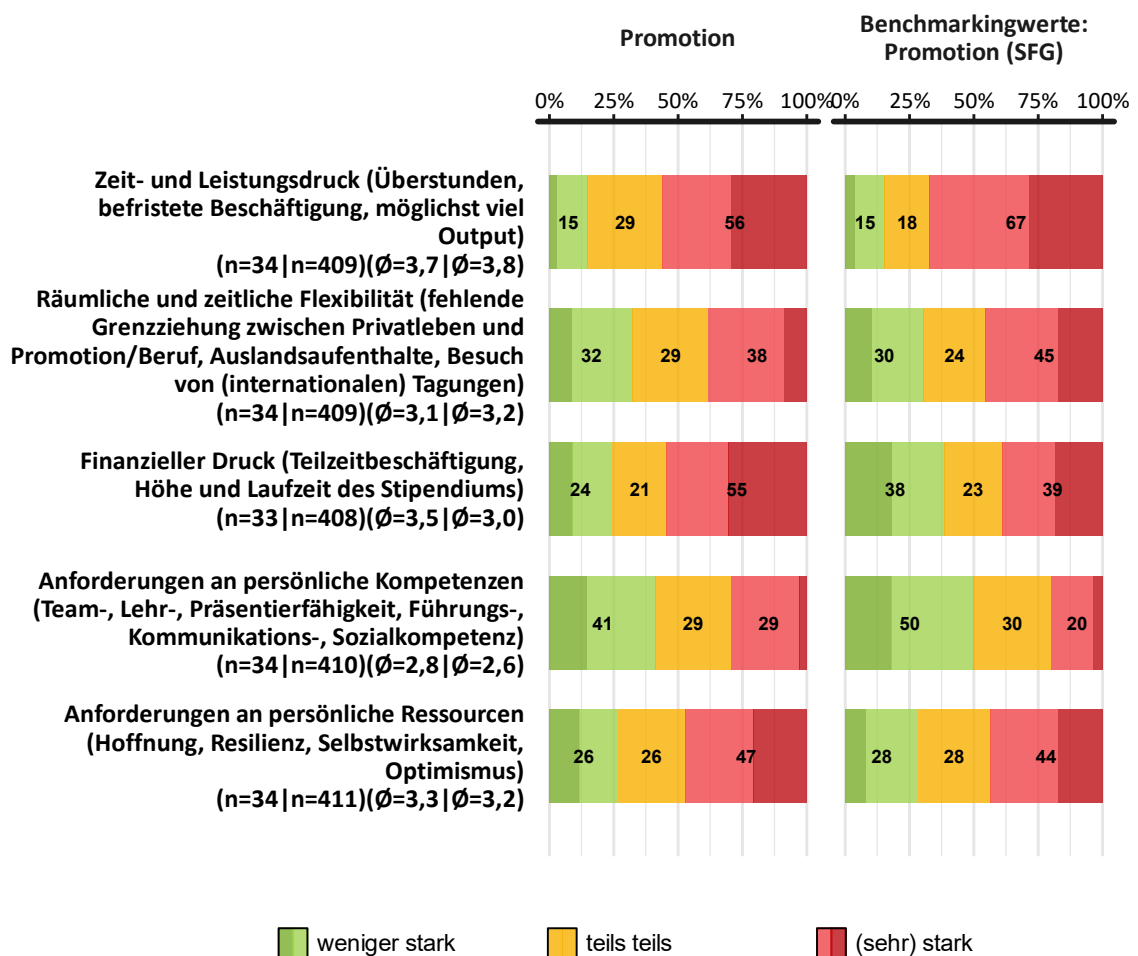 Promotion
Benchmarkingwerte:
Promotion (SFG)
0% 25% 50% 75% 100% 0% 25% 50% 75% 100%
Zeit- und Leistungsdruck (Überstunden,
befristete Beschäftigung, möglichst viel
Output)
(n=34|n=409)(Ø=3,7|Ø=3,8)
15 29 56 15 18 67
Räumliche und zeitliche Flexibilität (fehlende
Grenzziehung zwischen Privatleben und
Promotion/Beruf, Auslandsaufenthalte, Besuch
von (internationalen) Tagungen)
(n=34|n=409)(Ø=3,1|Ø=3,2)
32 29 38 30 24 45
Finanzieller Druck (Teilzeitbeschäftigung,
Höhe und Laufzeit des Stipendiums)
(n=33|n=408)(Ø=3,5|Ø=3,0)
24 21 55 38 23 39
Anforderungen an persönliche Kompetenzen
(Team-, Lehr-, Präsentierfähigkeit, Führungs-,
Kommunikations-, Sozialkompetenz)
(n=34|n=410)(Ø=2,8|Ø=2,6)
41 29 29 50 30 20
Anforderungen an persönliche Ressourcen
(Hoffnung, Resilienz, Selbstwirksamkeit,
Optimismus)
(n=34|n=411)(Ø=3,3|Ø=3,2)
26 26 47 28 28 44
weniger stark teils teils (sehr) stark